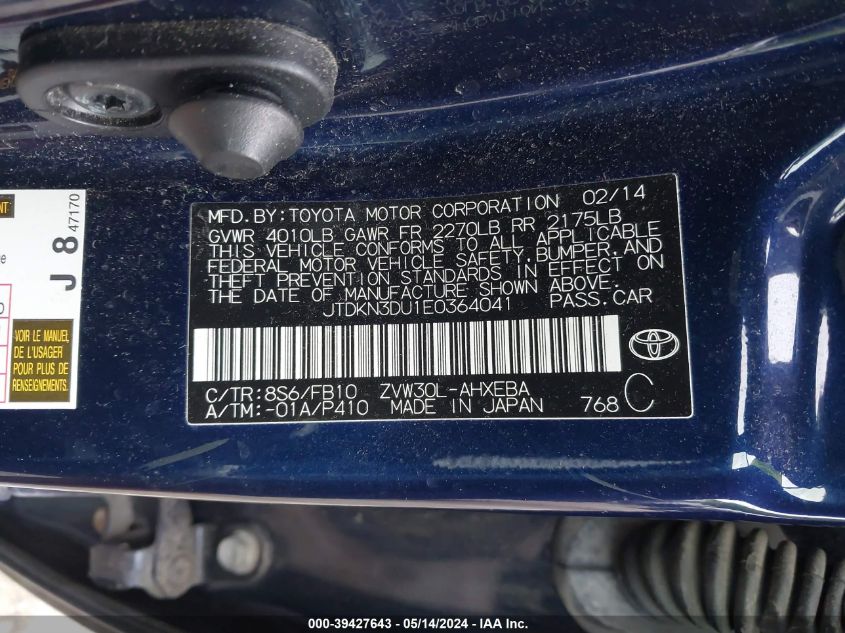 MFD. BY: TOYOTA MOTOR CORPORATION 02/14
GVWR 4010LB GAWR FR 2270LB RR 2175LB
THIS VEHICLE CONFORMS TO ALL APPLICABLE
FEDERAL MOTOR VEHICLE SAFETY, BUMPER, AND
THEFT PREVENTION STANDARDS IN EFFECT ON
THE DATE OF MANUFACTURE SHOWN ABOVE.
JTDKN3DU1E0364041 PASS.CAR
C/TR: 8S6/FB10 ZVW30L-AHXEBA
A/TM: -01A/P410 MADE IN JAPAN 768 C
J 8 47170
VOIR LE MANUEL
DE L'USAGER
POUR PLUS DE
RENSEIGNEMENTS.
000-39427643 - 05/14/2024 - IAA Inc.